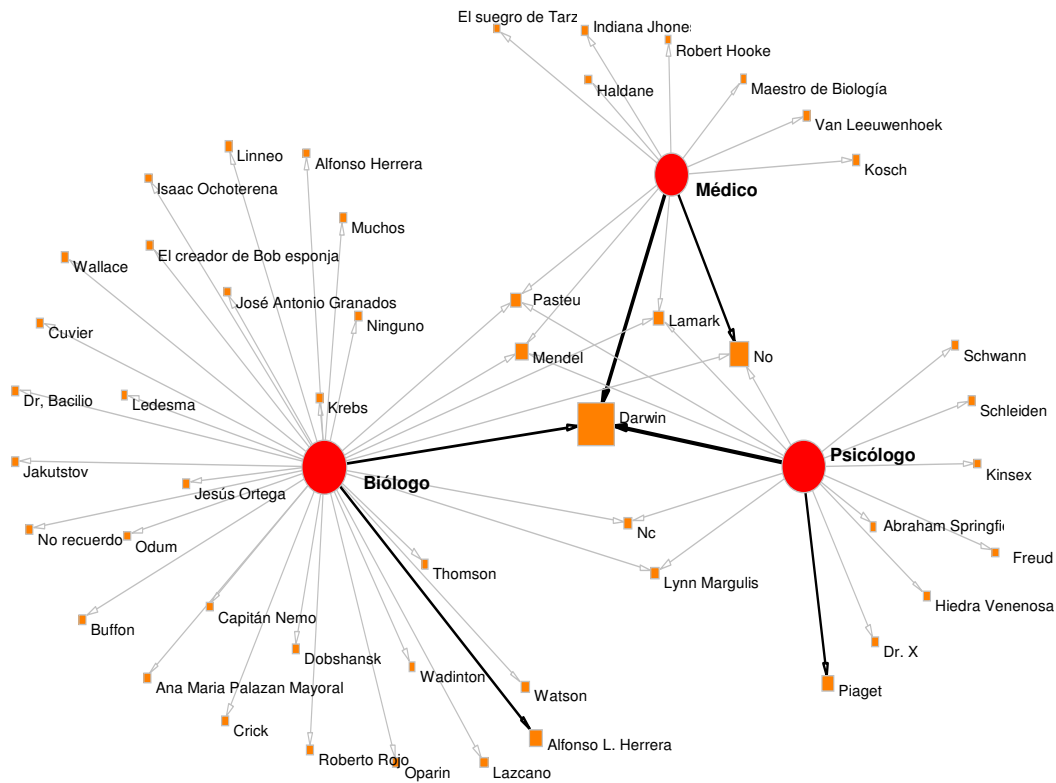 El suegro de Tarz
Indiana Jhones
Robert Hooke
Haldane
Maestro de Biología
Van Leeuwenhoek
Kosch
Médico
Linneo
Alfonso Herrera
Isaac Ochoterena
Muchos
El creador de Bob esponja
Wallace
José Antonio Granados
Ninguno
Cuvier
Pasteu
Lamark
Mendel
No
Schwann
Dr, Bacilio
Ledesma
Krebs
Darwin
Schleiden
Psicólogo
Jakutstov
Jesús Ortega
Biólogo
Kinsex
No recuerdo
Odum
Nc
Abraham Springfi
Freud
Thomson
Lynn Margulis
Hiedra Venenosa
Buffon
Capitán Nemo
Dobshansk
Dr. X
Ana Maria Palazan Mayoral
Wadinton
Watson
Piaget
Crick
Roberto Rojo
Alfonso L. Herrera
Oparin
Lazcano